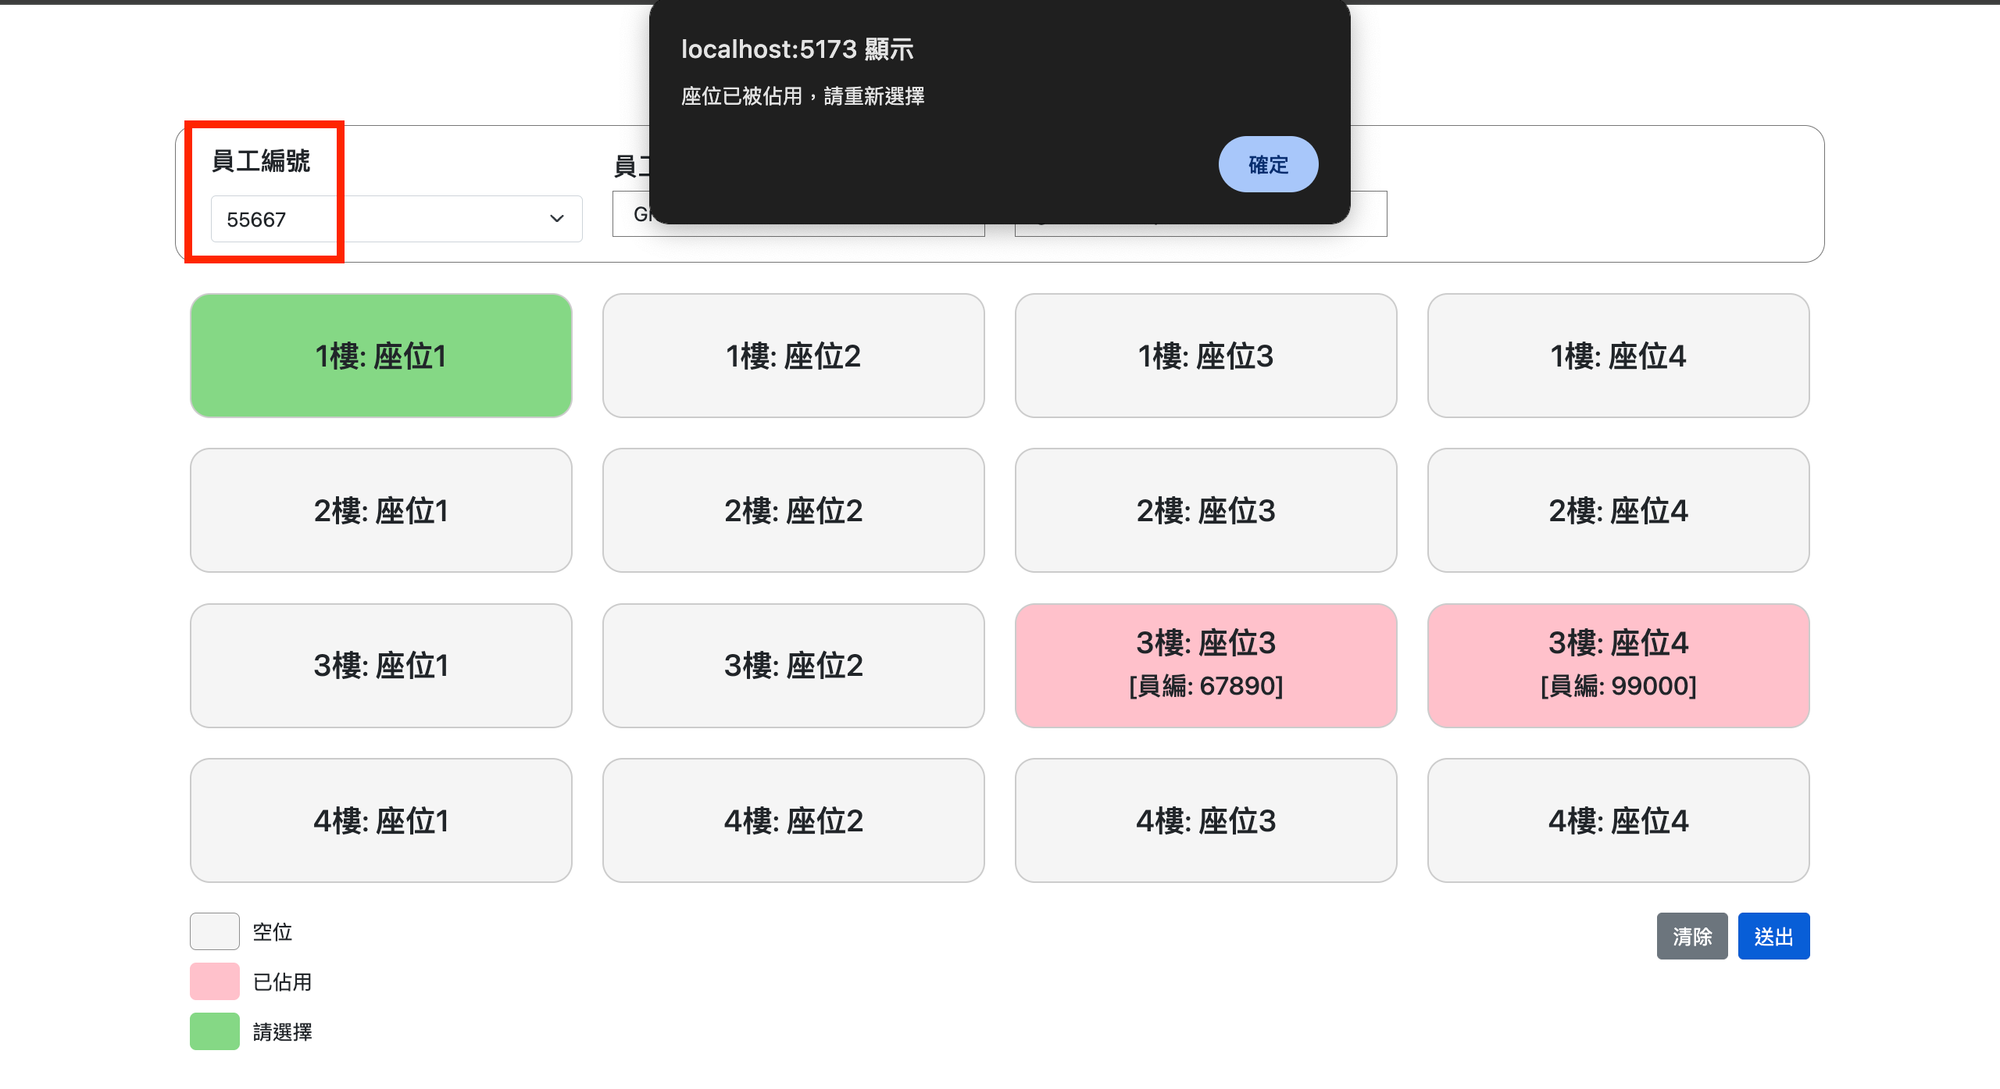 localhost:5173 顯示
座位已被佔用，請重新選擇
確定
員工編號
55667
員工
1樓: 座位1
1樓: 座位2
1樓: 座位3
1樓: 座位4
2樓: 座位1
2樓: 座位2
2樓: 座位3
2樓: 座位4
3樓: 座位1
3樓: 座位2
3樓: 座位3
[員編: 67890]
3樓: 座位4
[員編: 99000]
4樓: 座位1
4樓: 座位2
4樓: 座位3
4樓: 座位4
空位
已佔用
請選擇
清除
送出